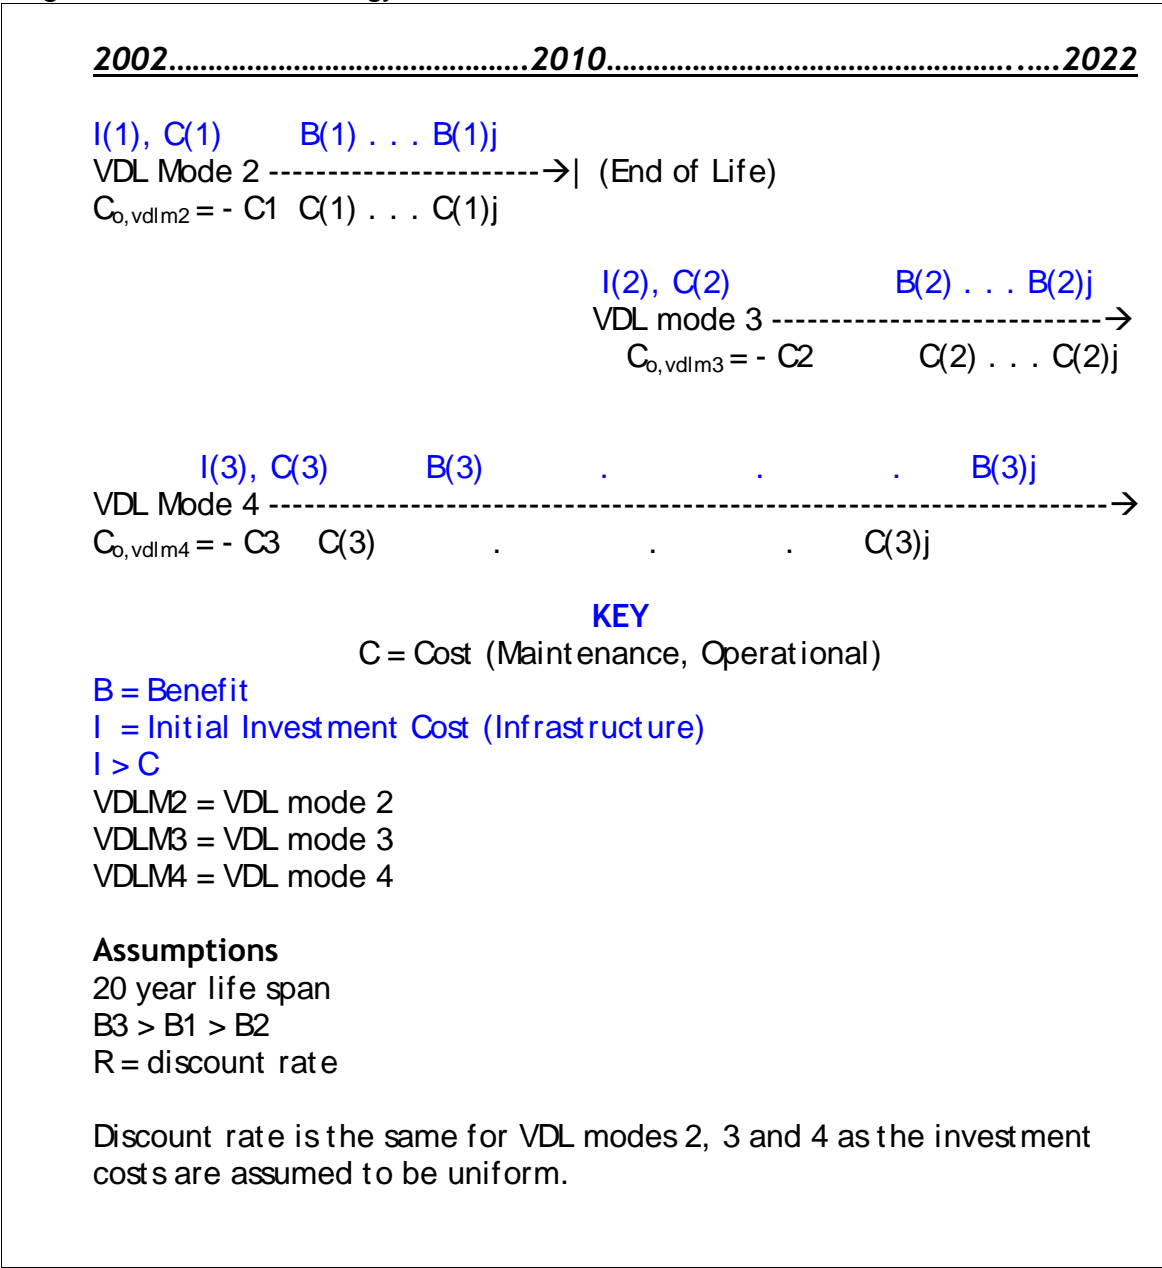 2002..............................................2010......................................................2022
I(1), C(1) B(1) . . . B(1)j
VDL Mode 2 -----------------------→| (End of Life)
Co,vdlm2 = - C1 C(1) . . . C(1)j
I(2), C(2) B(2) . . . B(2)j
VDL mode 3 ----------------------------→
Co,vdlm3 = - C2 C(2) . . . C(2)j
I(3), C(3) B(3) . . . B(3)j
VDL Mode 4 -----------------------------------------------------------------------→
Co,vdlm4 = - C3 C(3) . . . C(3)j
KEY
C = Cost (Maintenance, Operational)
B = Benefit
I = Initial Investment Cost (Infrastructure)
I > C
VDLM2 = VDL mode 2
VDLM3 = VDL mode 3
VDLM4 = VDL mode 4
Assumptions
20 year life span
B3 > B1 > B2
R = discount rate
Discount rate is the same for VDL modes 2, 3 and 4 as the investment
costs are assumed to be uniform.